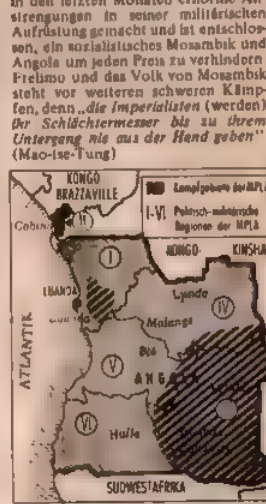 in den letzten Monaten enorme An-
strengungen in seiner militärischen
Aufrüstung gemacht und ist entschlos-
sen, ein sozialistisches Mosambik und
Angola um jeden Preis zu verhindern
Frelimo und das Volk von Mosambik
steht vor weiteren schweren Kämp-
fen, denn „die Imperialisten (werden)
ihr Schlächtermesser bis zu ihrem
Untergang nie aus der Hand geben"
(Mao-tse-Tung)
KONGO
BRAZZAVILLE
Kampfgebiete der MPLA
I-VI Politisch-militärische
Regionen der MPLA
Cabinda
II
I
KONGO KINSHA
LUANDA
Lunda
IV
Malange
ATLANTIK
V
Bié
ANG
VI
Huila
SÜDWESTAFRIKA